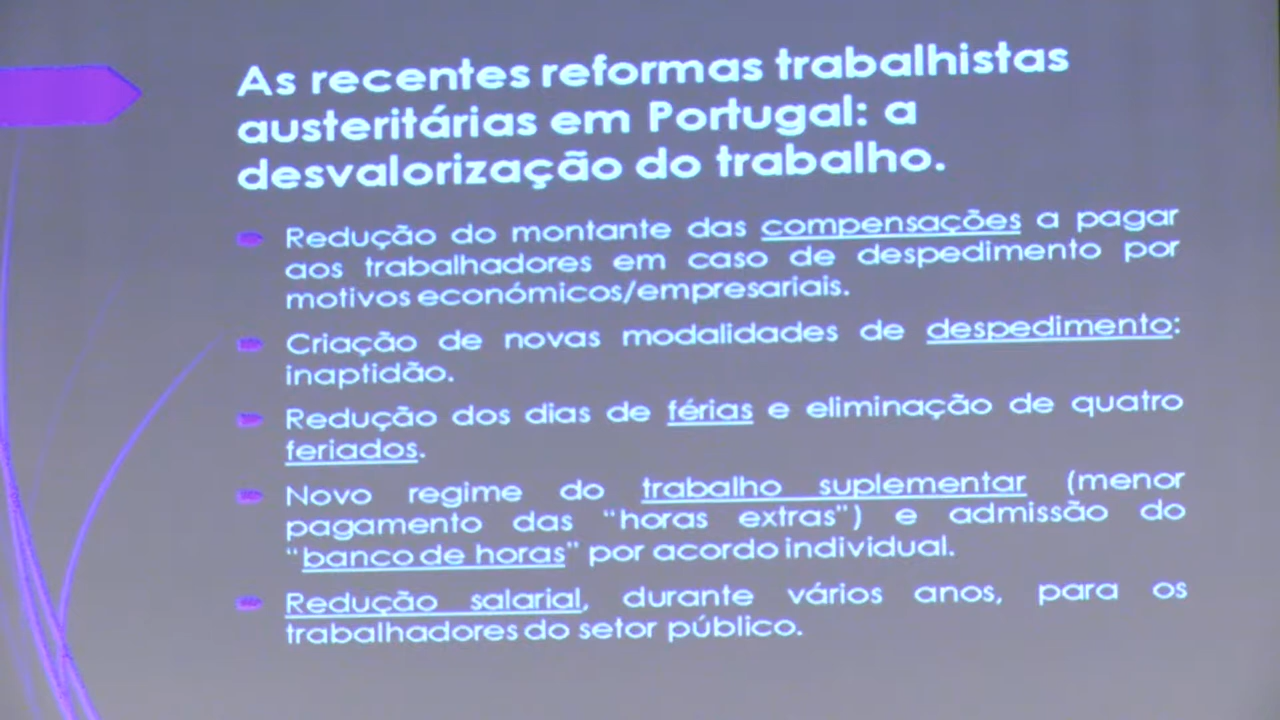 As recentes reformas trabalhistas
austeritárias em Portugal: a
desvalorização do trabalho.
Redução do montante das compensações a pagar
aos trabalhadores em caso de despedimento por
motivos económicos/empresariais.
Criação de novas modalidades de despedimento:
inaptidão.
Redução dos dias de férias e eliminação de quatro
feriados.
Novo regime do trabalho suplementar (menor
pagamento das “horas extras”) e admissão do
“banco de horas” por acordo individual.
Redução salarial, durante vários anos, para os
trabalhadores do setor público.